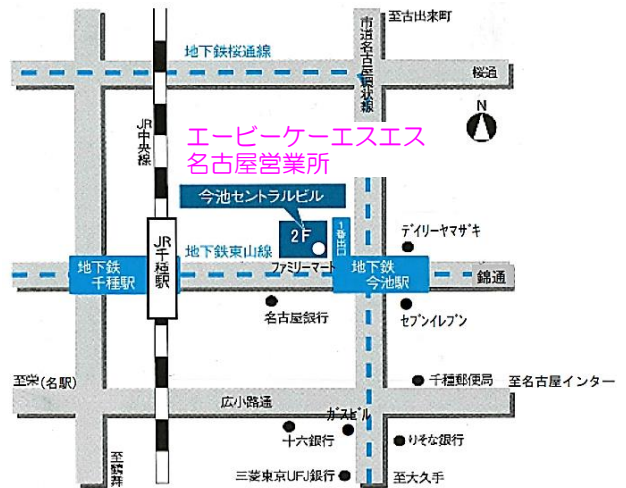 至古出来町
地下鉄桜通線
市道名古屋環状線
桜通
N
JR中央線
エービーケーエスエス
名古屋営業所
今池セントラルビル
2F
1番出口
デイリーヤマザキ
JR千種駅
地下鉄東山線
ファミリーマート
地下鉄
千種駅
地下鉄
今池駅
錦通
名古屋銀行
セブンイレブン
至栄(名駅)
千種郵便局
至名古屋インター
広小路通
ガスビル
十六銀行
りそな銀行
至鶴舞
三菱東京UFJ銀行
至大久手